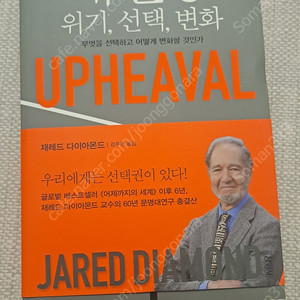 위기, 선택, 변화
무엇을 선택하고 어떻게 변화할 것인가
UPHEAVAL
재레드 다이아몬드
우리에게는 선택권이 있다!
글로벌 베스트셀러 《어제까지의 세계》 이후 6년,
재레드 다이아몬드 교수의 60년 문명대연구 총결산
JARED DIAMOND